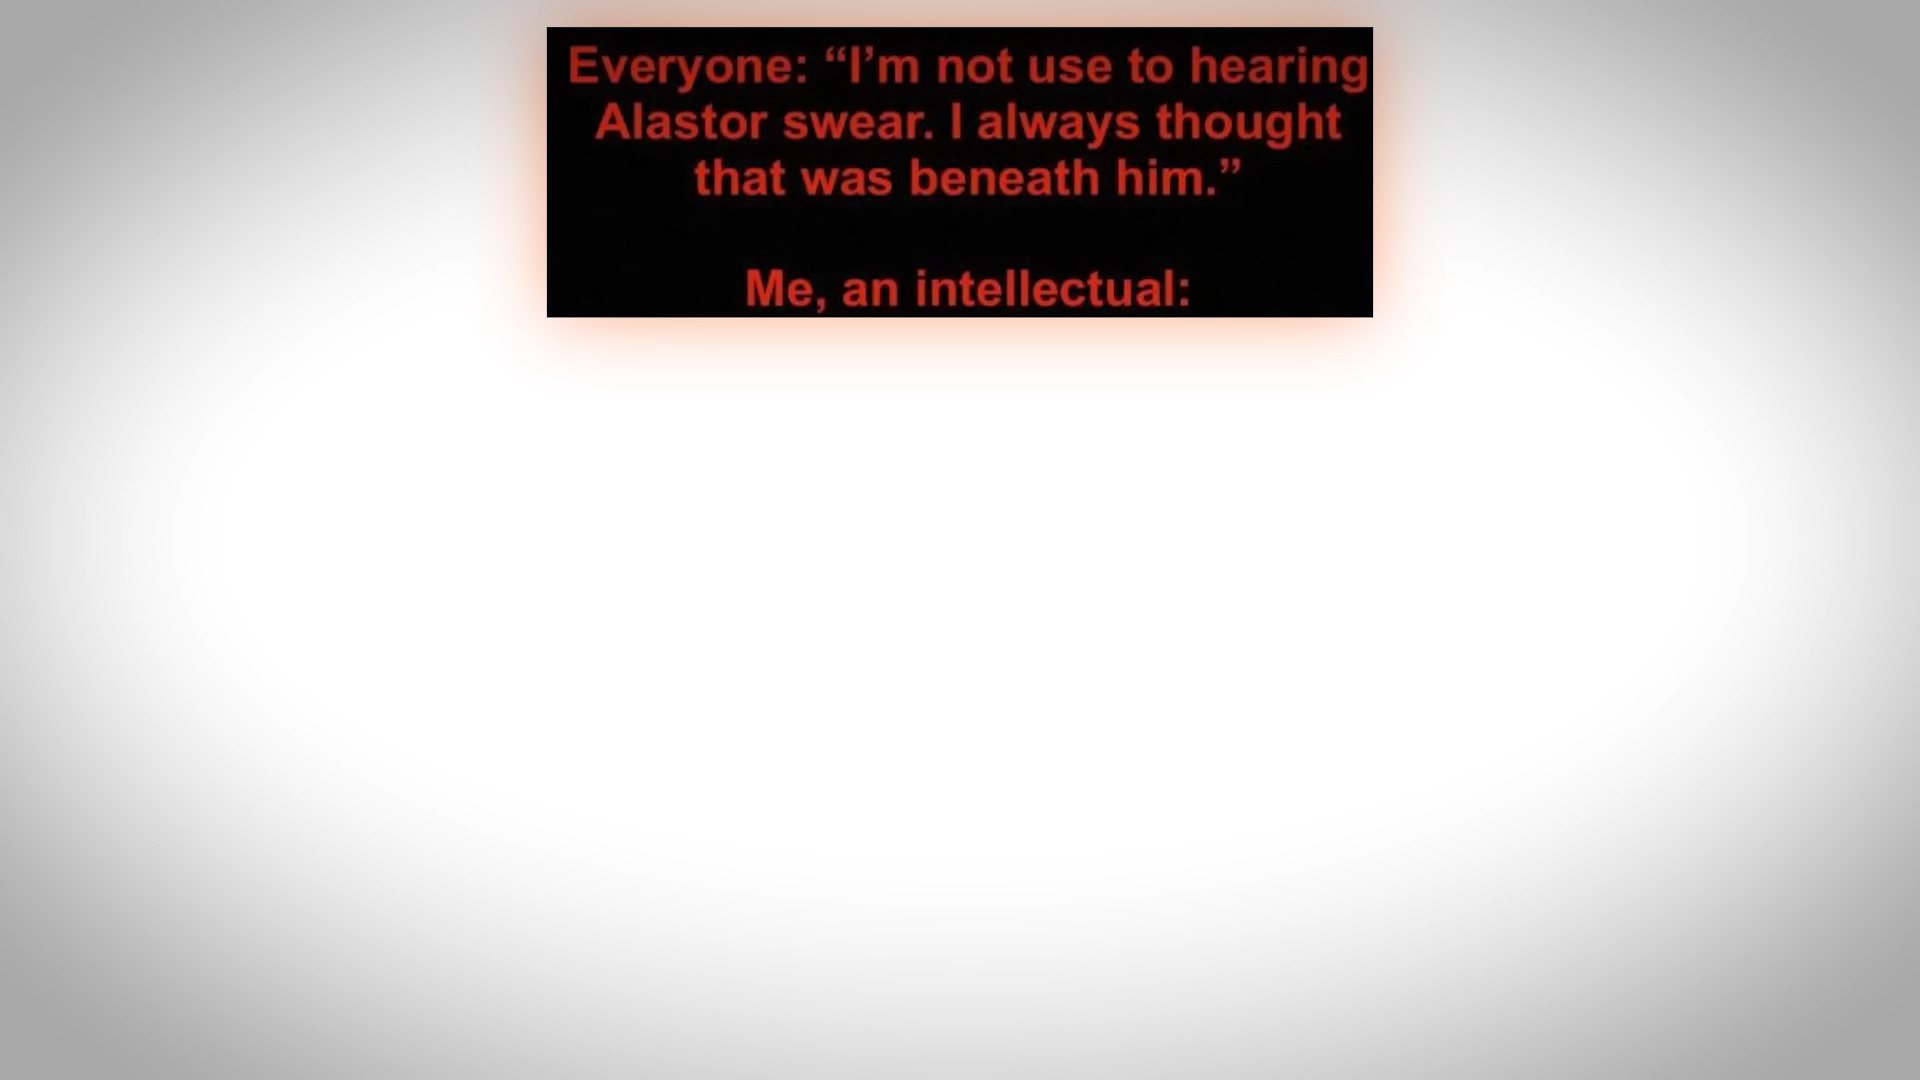 Everyone: “I’m not use to hearing
Alastor swear. I always thought
that was beneath him.”
Me, an intellectual: